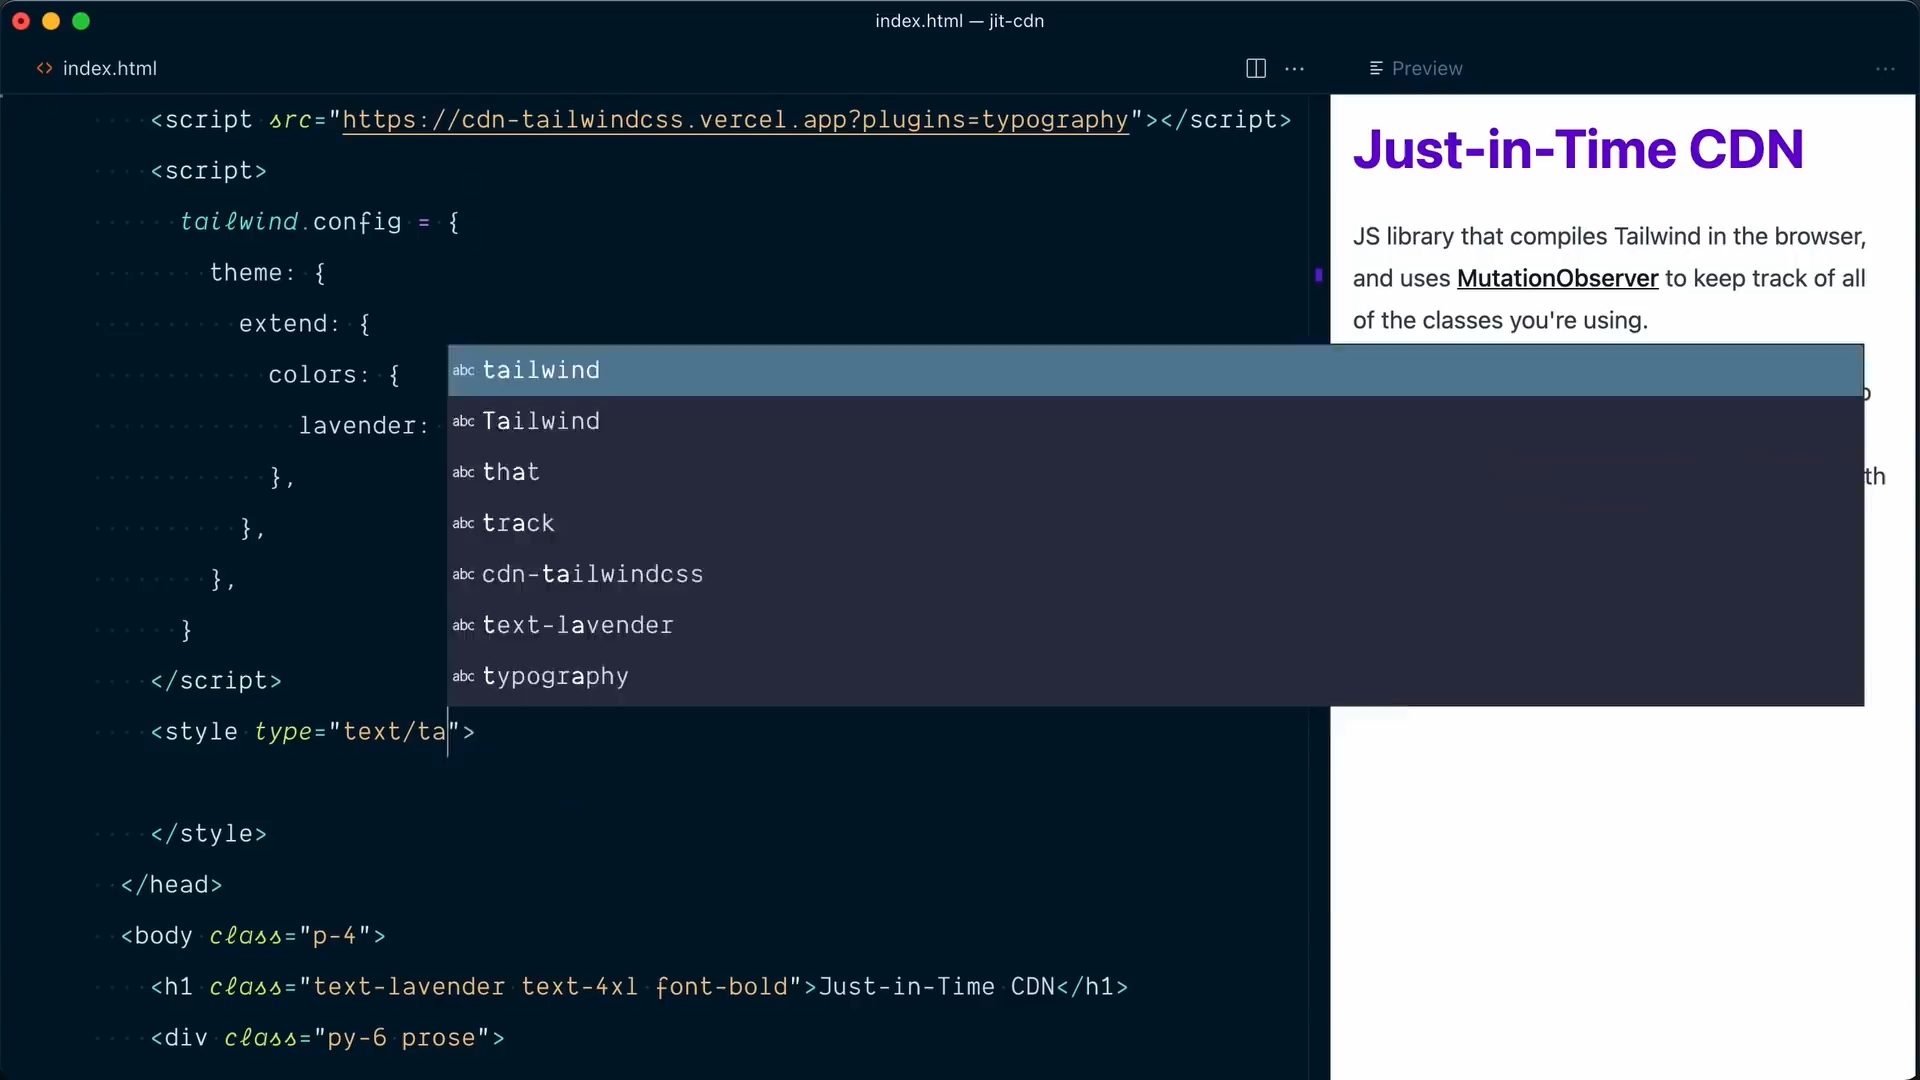 index.html — jit-cdn
index.html
Preview
<script src="https://cdn-tailwindcss.vercel.app?plugins=typography"></script>
<script>
tailwind.config = {
theme: {
extend: {
colors: {
lavender:
},
},
},
}
</script>
<style type="text/ta">
</style>
</head>
<body class="p-4">
<h1 class="text-lavender text-4xl font-bold">Just-in-Time CDN</h1>
<div class="py-6 prose">
abc tailwind
abc Tailwind
abc that
abc track
abc cdn-tailwindcss
abc text-lavender
abc typography
Just-in-Time CDN
JS library that compiles Tailwind in the browser,
and uses MutationObserver to keep track of all
of the classes you're using.
th